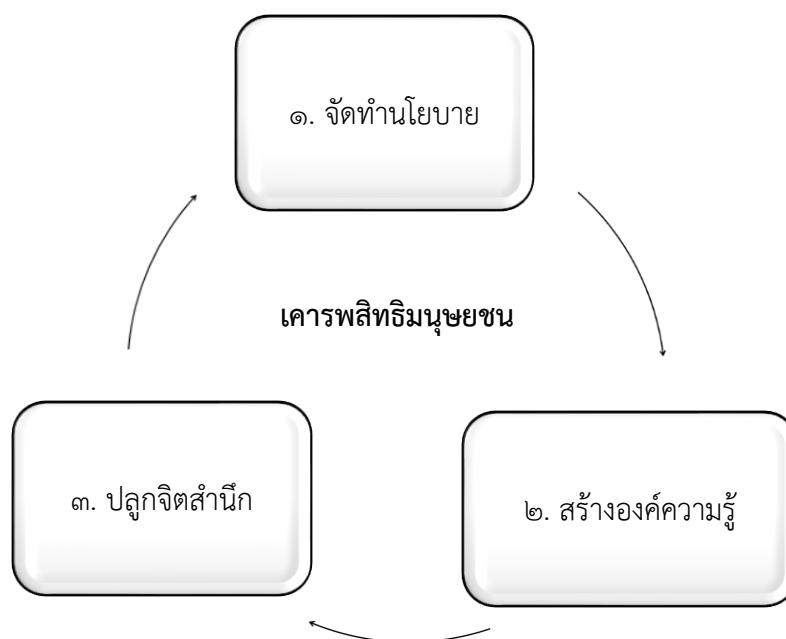 ๑. จัดทำนโยบาย
เคารพสิทธิมนุษยชน
๓. ปลูกจิตสำนึก
๒. สร้างองค์ความรู้